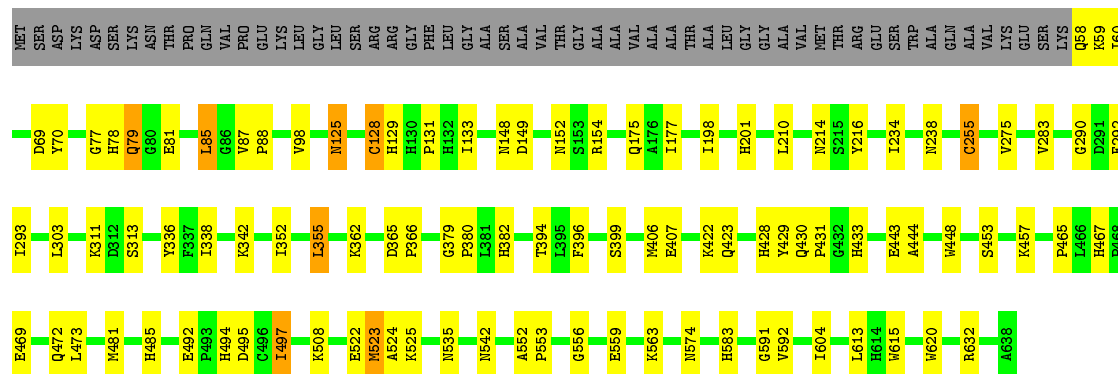 MET SER ASP LYS ASP SER LYS ASN THR PRO GLN VAL PRO GLU LYS LEU GLY LEU SER ARG ARG GLY PHE LEU GLY ALA SER ALA VAL THR GLY ALA ALA VAL ALA ALA THR ALA LEU GLY GLY ALA VAL MET THR ARG GLU SER TRP ALA GLN ALA VAL LYS GLU SER LYS Q58 K59 I60
D69 Y70 G77 H78 Q79 G80 E81 L85 G86 V87 P88 V98 N125 C128 H129 H130 P131 H132 I133 N148 D149 N152 S153 R154 Q175 A176 I177 I198 H201 L210 N214 S215 Y216 I234 N238 C255 V275 V283 G290 D291 E292
I293 L303 K311 D312 S313 Y336 F337 I338 K342 I352 L355 K362 D365 P366 G379 P380 L381 H382 T394 L395 F396 S399 M406 E407 K422 Q423 H428 Y429 Q430 P431 G432 H433 E443 A444 W448 S453 K457 P465 L466 H467 P468
E469 Q472 L473 M481 H485 E492 P493 H494 D495 C496 I497 K508 E522 M523 A524 K525 N535 N542 A552 P553 G556 E559 K563 N574 H583 G591 V592 I604 L613 H614 W615 W620 R632 A638